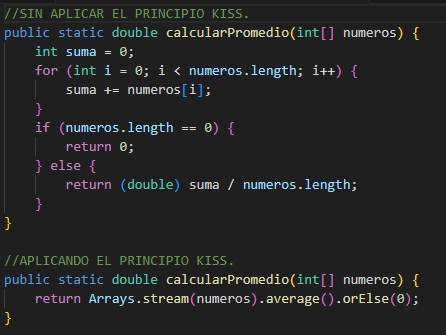 //SIN APLICAR EL PRINCIPIO KISS.
public static double calcularPromedio(int[] numeros) {
    int suma = 0;
    for (int i = 0; i < numeros.length; i++) {
        suma += numeros[i];
    }
    if (numeros.length == 0) {
        return 0;
    } else {
        return (double) suma / numeros.length;
    }
}

//APLICANDO EL PRINCIPIO KISS.
public static double calcularPromedio(int[] numeros) {
    return Arrays.stream(numeros).average().orElse(0);
}